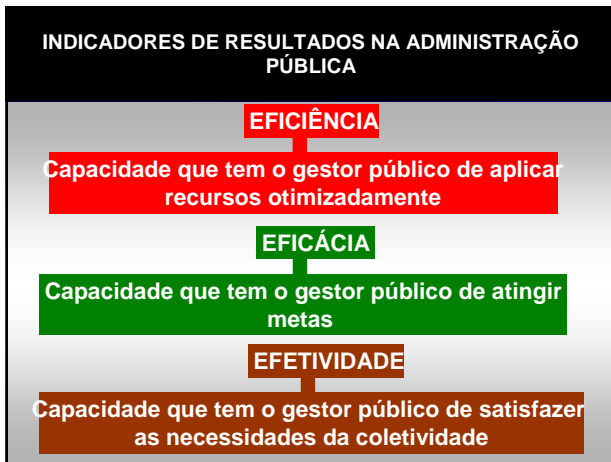 INDICADORES DE RESULTADOS NA ADMINISTRAÇÃO
PÚBLICA
EFICIÊNCIA
Capacidade que tem o gestor público de aplicar
recursos otimizadamente
EFICÁCIA
Capacidade que tem o gestor público de atingir
metas
EFETIVIDADE
Capacidade que tem o gestor público de satisfazer
as necessidades da coletividade